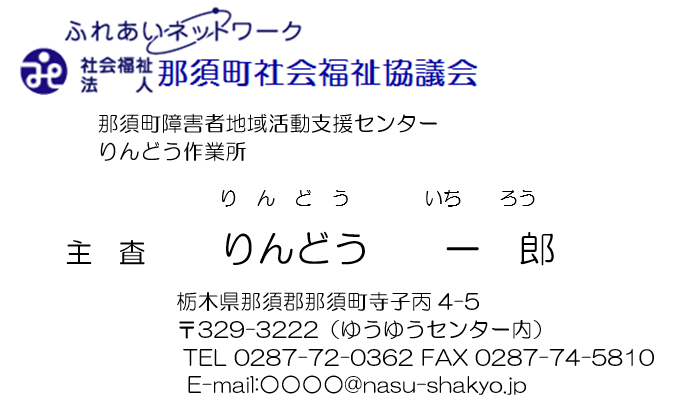 ふれあいネットワーク
社会福祉法人 那須町社会福祉協議会
那須町障害者地域活動支援センター
りんどう作業所
りんどう いち ろう
主 査 りんどう 一 郎
栃木県那須郡那須町寺子丙4-5
〒329-3222（ゆうゆうセンター内）
TEL 0287-72-0362 FAX 0287-74-5810
E-mail:〇〇〇〇@nasu-shakyo.jp